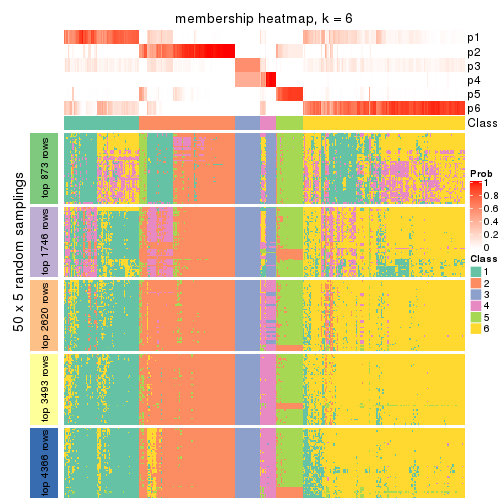 membership heatmap, k = 6
p1
p2
p3
p4
p5
p6
Class
50 x 5 random samplings
top 873 rows
top 1746 rows
top 2620 rows
top 3493 rows
top 4366 rows
Prob
1
0.8
0.6
0.4
0.2
0
Class
1
2
3
4
5
6